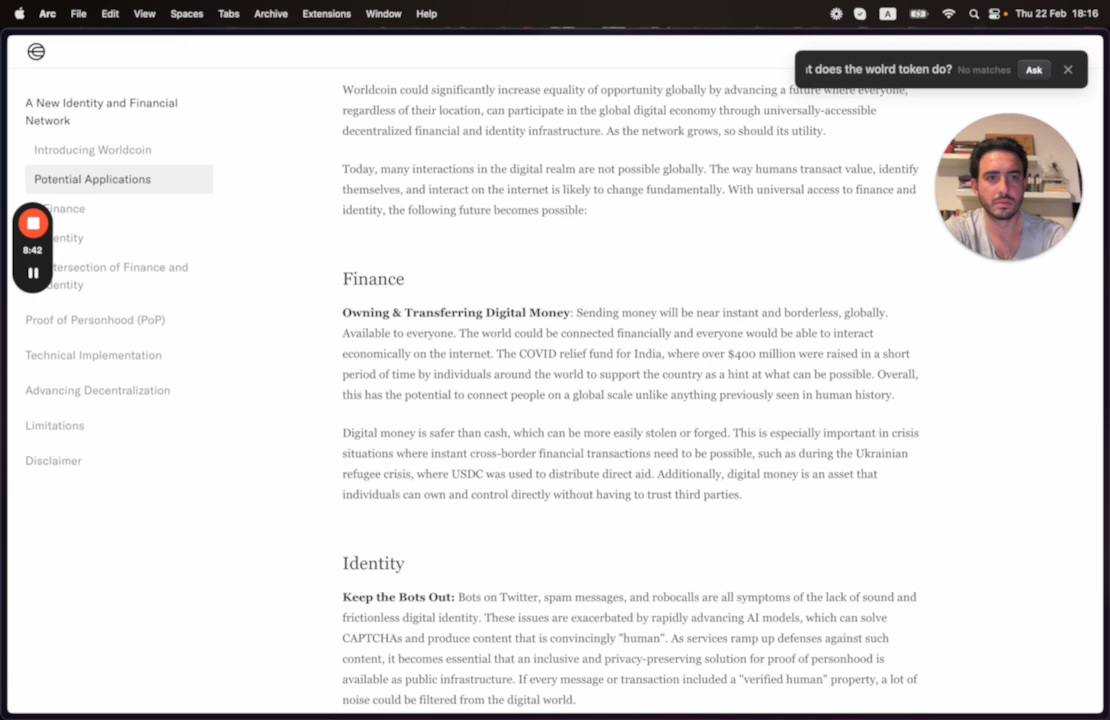 Arc File Edit View Spaces Tabs Archive Extensions Window Help
A
Thu 22 Feb 18:16
t does the wolrd token do? No matches Ask
A New Identity and Financial
Network
Introducing Worldcoin
Potential Applications
Finance
entity
tersection of Finance and
dentity
Proof of Personhood (PoP)
Technical Implementation
Advancing Decentralization
Limitations
Disclaimer
8:42
Worldcoin could significantly increase equality of opportunity globally by advancing a future where everyone,
regardless of their location, can participate in the global digital economy through universally-accessible
decentralized financial and identity infrastructure. As the network grows, so should its utility.
Today, many interactions in the digital realm are not possible globally. The way humans transact value, identify
themselves, and interact on the internet is likely to change fundamentally. With universal access to finance and
identity, the following future becomes possible:
Finance
Owning & Transferring Digital Money: Sending money will be near instant and borderless, globally.
Available to everyone. The world could be connected financially and everyone would be able to interact
economically on the internet. The COVID relief fund for India, where over $400 million were raised in a short
period of time by individuals around the world to support the country as a hint at what can be possible. Overall,
this has the potential to connect people on a global scale unlike anything previously seen in human history.
Digital money is safer than cash, which can be more easily stolen or forged. This is especially important in crisis
situations where instant cross-border financial transactions need to be possible, such as during the Ukrainian
refugee crisis, where USDC was used to distribute direct aid. Additionally, digital money is an asset that
individuals can own and control directly without having to trust third parties.
Identity
Keep the Bots Out: Bots on Twitter, spam messages, and robocalls are all symptoms of the lack of sound and
frictionless digital identity. These issues are exacerbated by rapidly advancing AI models, which can solve
CAPTCHAs and produce content that is convincingly "human". As services ramp up defenses against such
content, it becomes essential that an inclusive and privacy-preserving solution for proof of personhood is
available as public infrastructure. If every message or transaction included a "verified human" property, a lot of
noise could be filtered from the digital world.